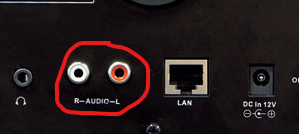 R-AUDIO-L
LAN
DC In 12V